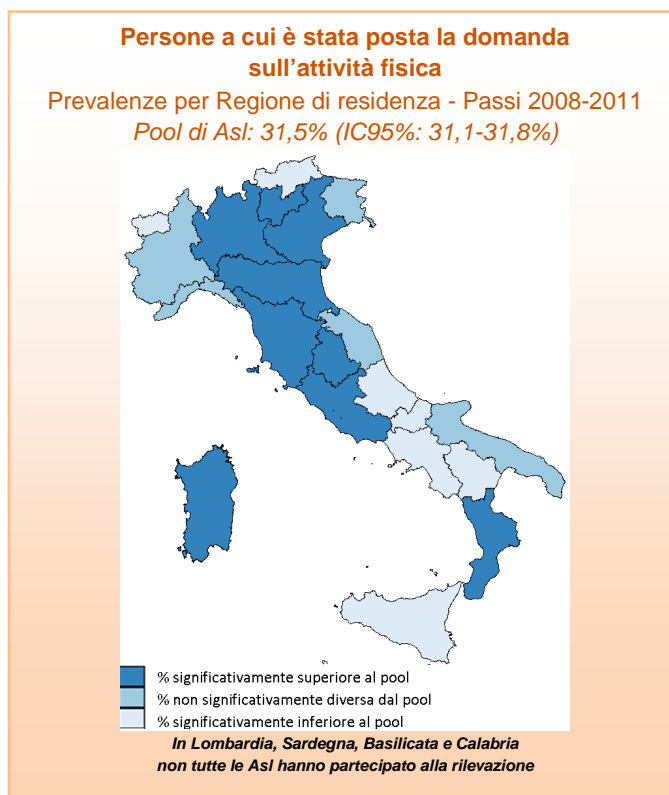 Persone a cui è stata posta la domanda
sull'attività fisica
Prevalenze per Regione di residenza - Passi 2008-2011
Pool di Asl: 31,5% (IC95%: 31,1-31,8%)
% significativamente superiore al pool
% non significativamente diversa dal pool
% significativamente inferiore al pool
In Lombardia, Sardegna, Basilicata e Calabria
non tutte le Asl hanno partecipato alla rilevazione